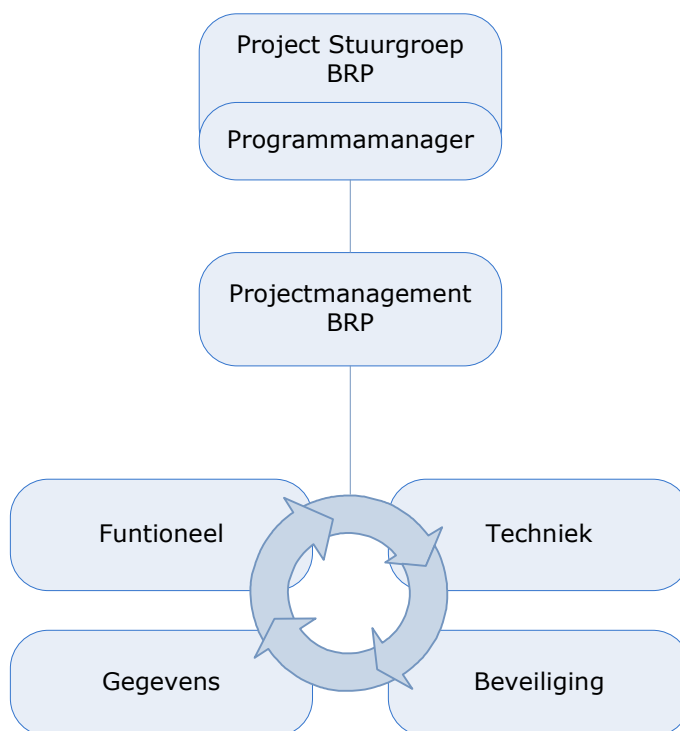 Project Stuurgroep
BRP
Programmamanager
Projectmanagement
BRP
Funtioneel
Techniek
Gegevens
Beveiliging